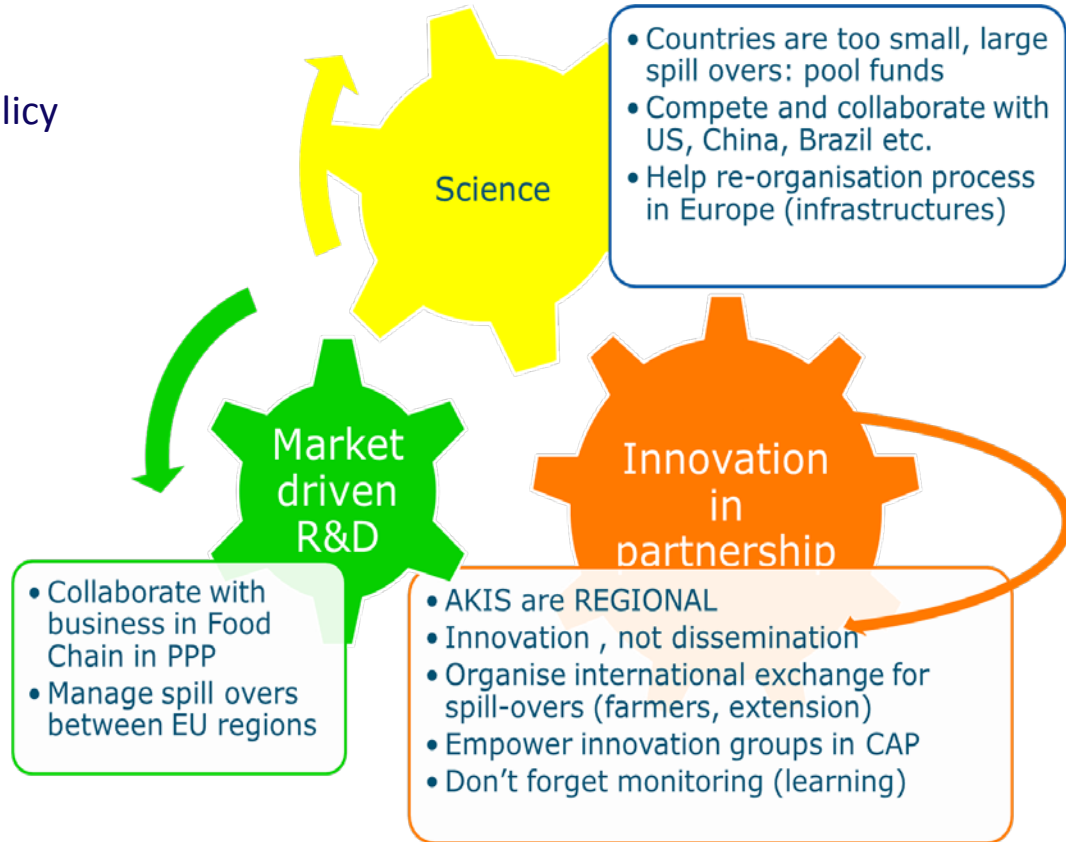 • Countries are too small, large
spill overs: pool funds
• Compete and collaborate with
US, China, Brazil etc.
• Help re-organisation process
in Europe (infrastructures)
Science
Market
driven
R&D
Innovation
in
partnership
• Collaborate with
business in Food
Chain in PPP
• Manage spill overs
between EU regions
• AKIS are REGIONAL
• Innovation , not dissemination
• Organise international exchange for
spill-overs (farmers, extension)
• Empower innovation groups in CAP
• Don’t forget monitoring (learning)